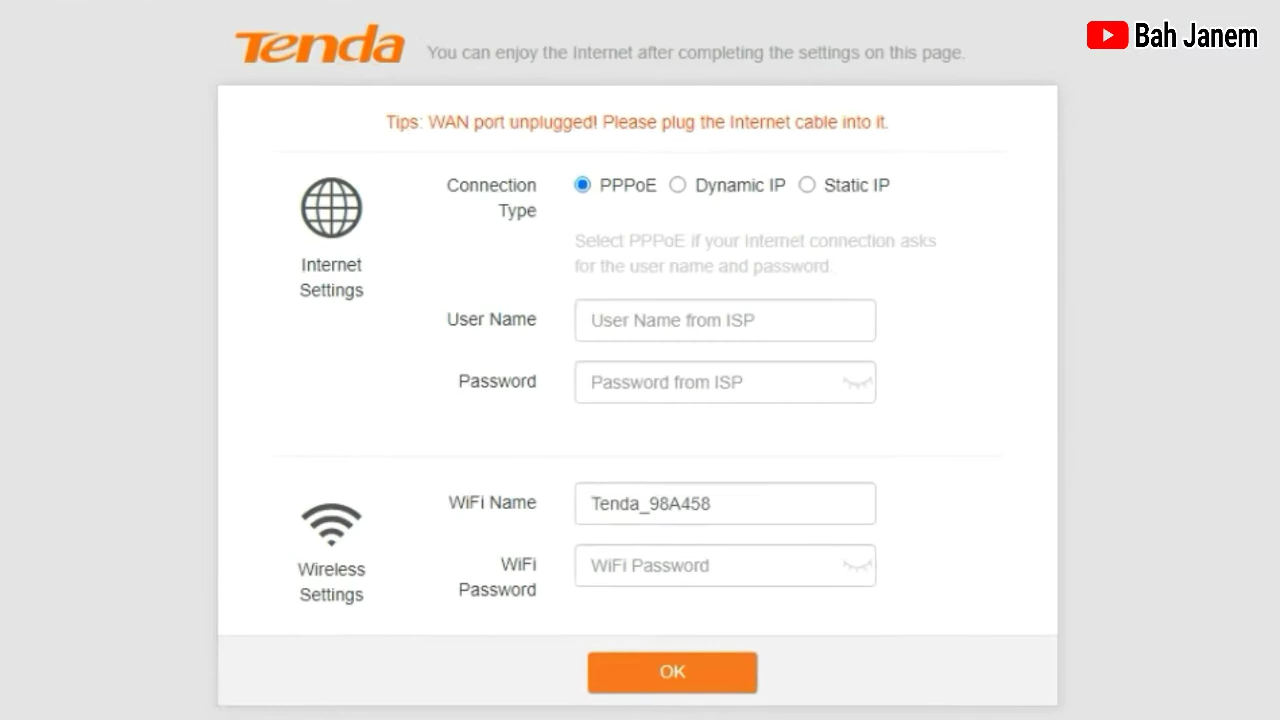 Tenda You can enjoy the Internet after completing the settings on this page.
Bah Janem
Tips: WAN port unplugged! Please plug the Internet cable into it.
Internet
Settings
Connection
Type
PPPoE Dynamic IP Static IP
Select PPPoE if your Internet connection asks
for the user name and password.
User Name User Name from ISP
Password Password from ISP
Wireless
Settings
WiFi Name Tenda_98A458
WiFi
Password
WiFi Password
OK